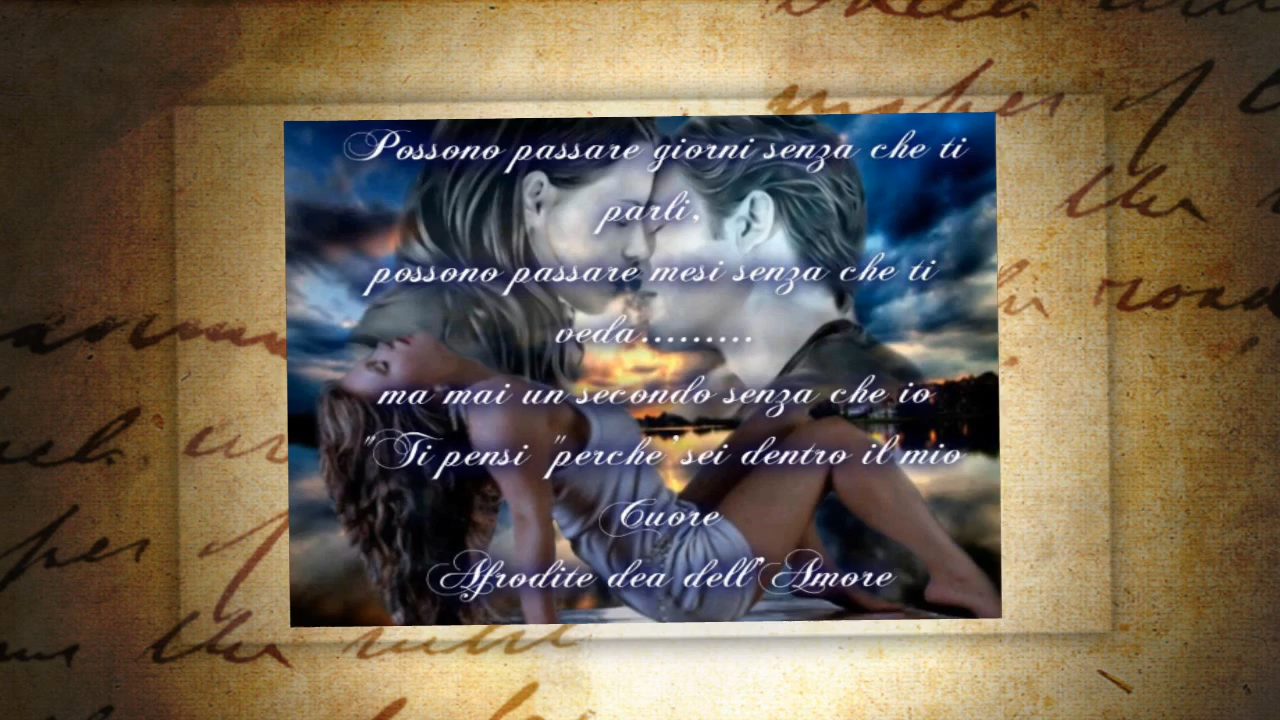 Possono passare giorni senza che ti
parli,
possono passare mesi senza che ti
veda.........
ma mai un secondo senza che io
"Ti pensi "perche' sei dentro il mio
Cuore
Afrodite dea dell'Amore